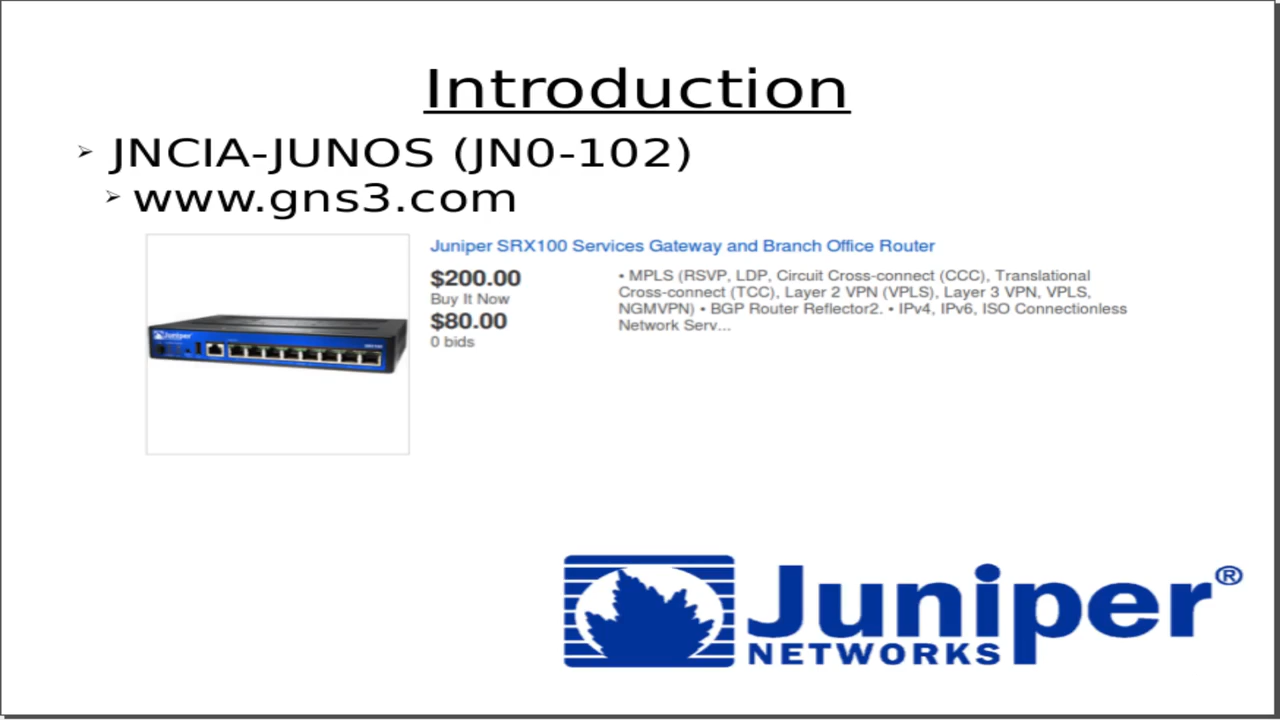 Introduction
➢ JNCIA-JUNOS (JN0-102)
➢ www.gns3.com
Juniper SRX100 Services Gateway and Branch Office Router
$200.00
Buy It Now
$80.00
0 bids
• MPLS (RSVP, LDP, Circuit Cross-connect (CCC), Translational
Cross-connect (TCC), Layer 2 VPN (VPLS), Layer 3 VPN, VPLS,
NGMVPN) • BGP Router Reflector2. • IPv4, IPv6, ISO Connectionless
Network Serv...
Juniper
Juniper®
NETWORKS